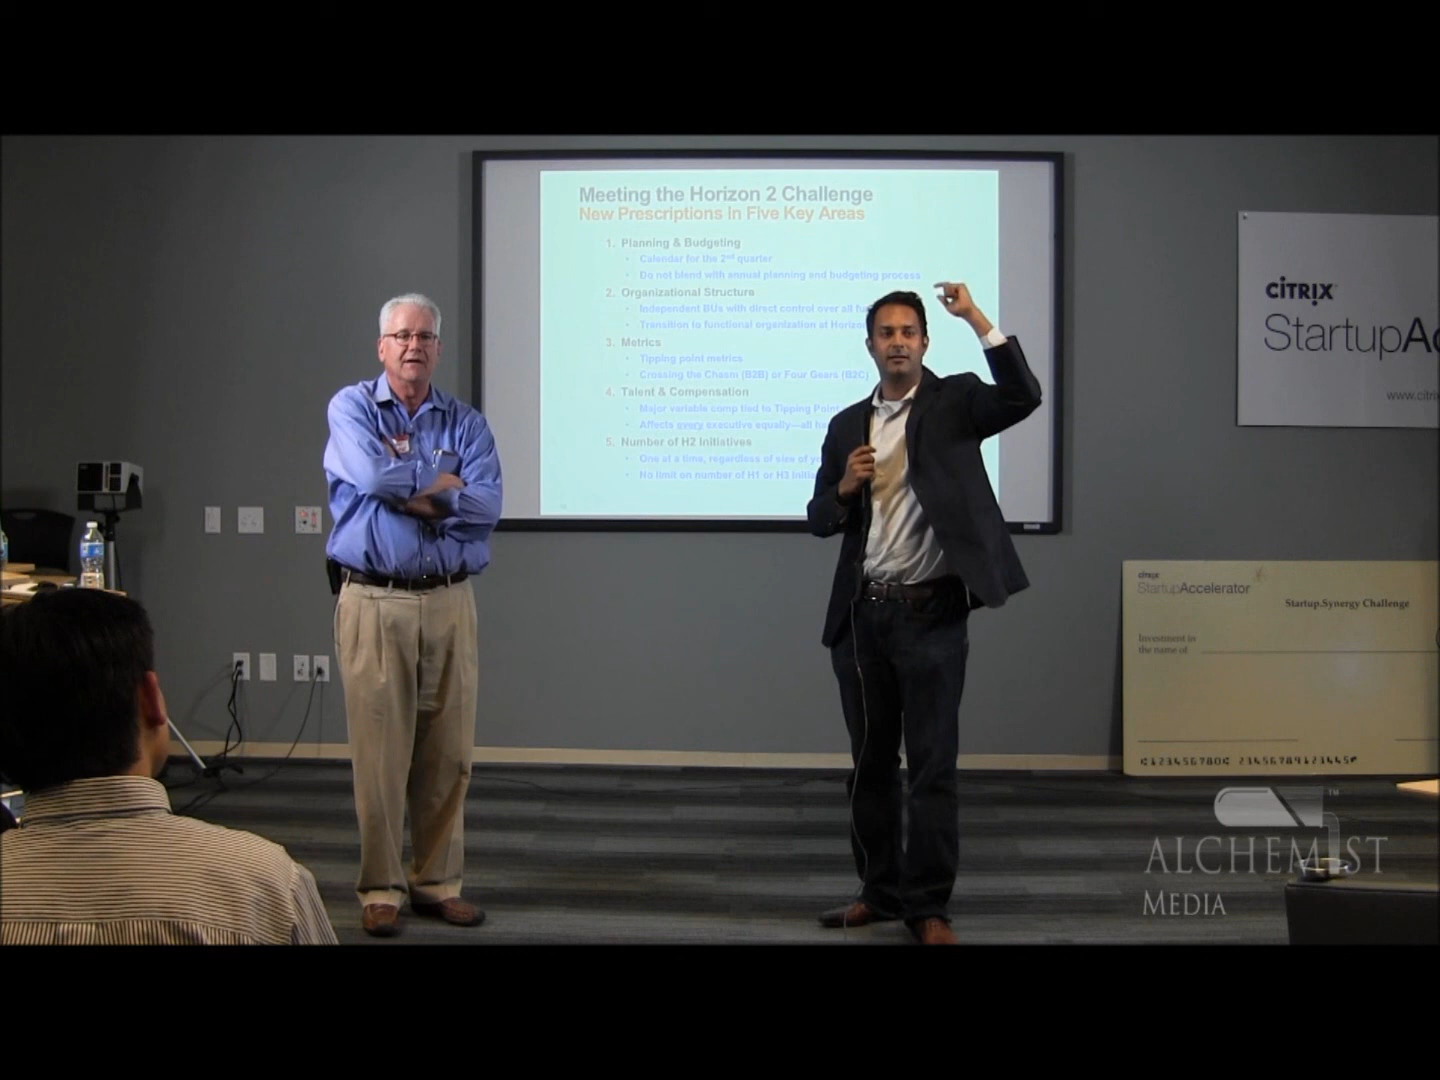 Meeting the Horizon 2 Challenge
New Prescriptions in Five Key Areas
1. Planning & Budgeting
• Calendar for the 2nd quarter
• Do not blend with annual planning and budgeting process
2. Organizational Structure
• Independent BUs with direct control over all
• Transition to functional organization at
3. Metrics
• Tipping point metrics
• Crossing the Chasm (B2B) or Four Gears (B2C)
4. Talent & Compensation
• Major variable comp tied to Tipping
• Affects every executive equally—all
5. Number of H2 Initiatives
• One at a time, regardless of size of
• No limit on number of H1 or H3
CITRIX
StartupAc
www.citrix
citrix
StartupAccelerator
Startup.Synergy Challenge
Investment in
the name of
ALCHEMIST
TM
MEDIA